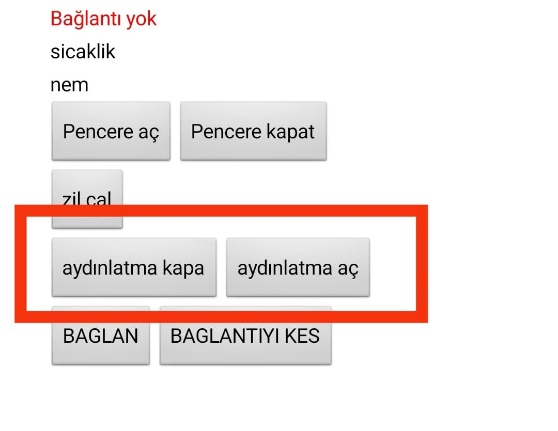 Bağlantı yok
sicaklik
nem
Pencere aç Pencere kapat
zil çal
aydınlatma kapa aydınlatma aç
BAGLAN BAGLANTIYI KES